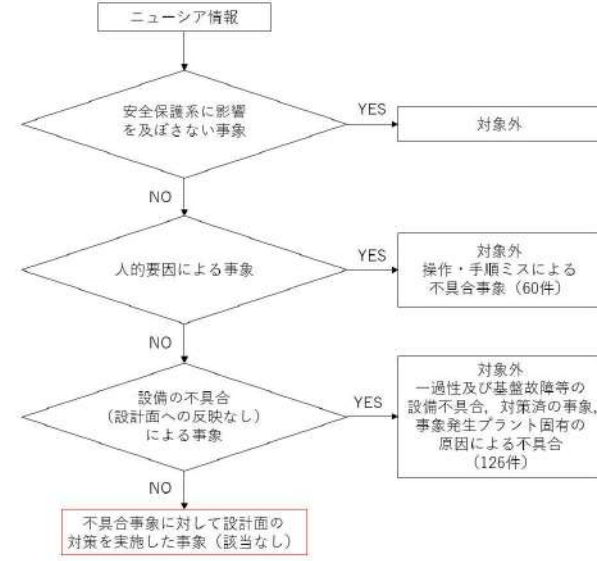 ニューシア情報
安全保護系に影響
を及ぼさない事象
YES
対象外
NO
人的要因による事象
YES
対象外
操作・手順ミスによる
不具合事象（60件）
NO
設備の不具合
（設計面への反映なし）
による事象
YES
対象外
一過性及び基盤故障等の
設備不具合，対策済の事象，
事象発生プラント固有の
原因による不具合
（126件）
NO
不具合事象に対して設計面の
対策を実施した事象（該当なし）